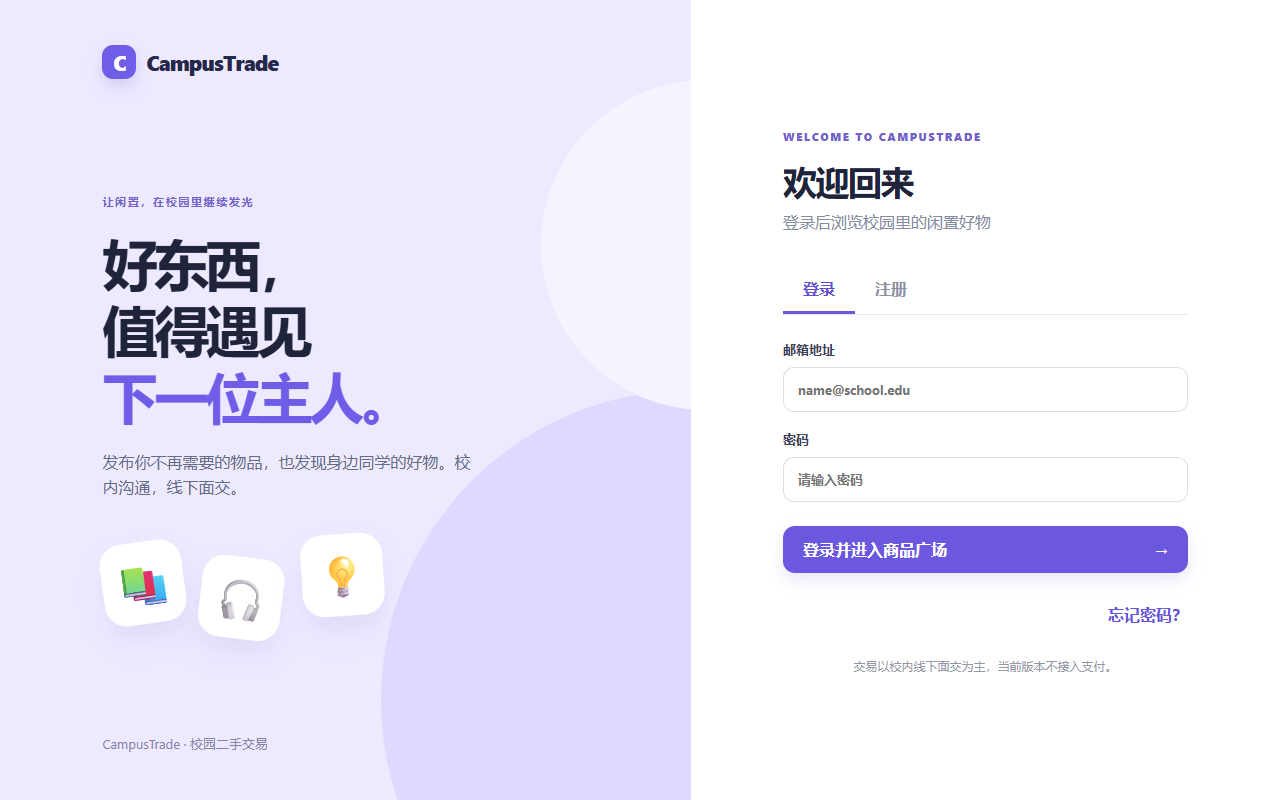 C CampusTrade
让闲置，在校园里继续发光
好东西，
值得遇见
下一位主人。
发布你不再需要的物品，也发现身边同学的好物。校
内沟通，线下面交。
CampusTrade · 校园二手交易
WELCOME TO CAMPUSTRADE
欢迎回来
登录后浏览校园里的闲置好物
登录 注册
邮箱地址
name@school.edu
密码
请输入密码
登录并进入商品广场 →
忘记密码？
交易以校内线下面交为主，当前版本不接入支付。